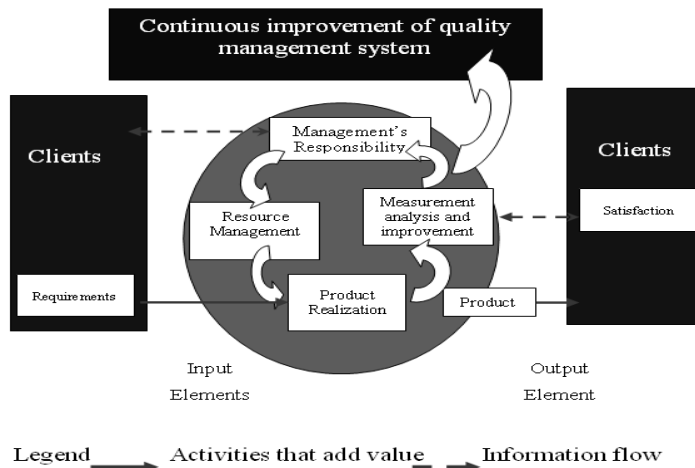 Continuous improvement of quality
management system
Clients
Management's
Responsibility
Clients
Resource
Management
Measurement
analysis and
improvement
Satisfaction
Requirements
Product
Realization
Product
Input
Elements
Output
Element
Legend Activities that add value Information flow